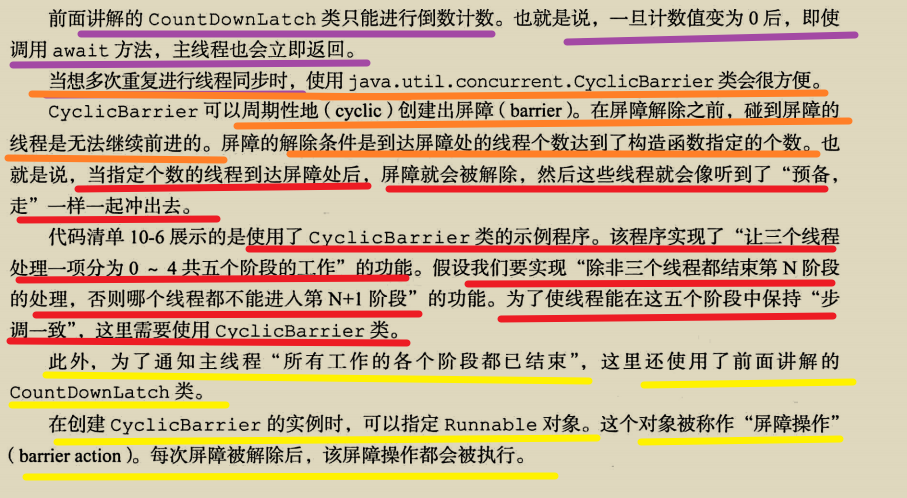 前面讲解的 CountDownLatch 类只能进行倒数计数。也就是说，一旦计数值变为 0 后，即使
调用 await 方法，主线程也会立即返回。
当想多次重复进行线程同步时，使用 java.util.concurrent.CyclicBarrier 类会很方便。
CyclicBarrier 可以周期性地（cyclic）创建出屏障（barrier）。在屏障解除之前，碰到屏障的
线程是无法继续前进的。屏障的解除条件是到达屏障处的线程个数达到了构造函数指定的个数。也
就是说，当指定个数的线程到达屏障处后，屏障就会被解除，然后这些线程就会像听到了“预备，
走”一样一起冲出去。
代码清单 10-6 展示的是使用了 CyclicBarrier 类的示例程序。该程序实现了“让三个线程
处理一项分为 0 ~ 4 共五个阶段的工作”的功能。假设我们要实现“除非三个线程都结束第 N 阶段
的处理，否则哪个线程都不能进入第 N+1 阶段”的功能。为了使线程能在这五个阶段中保持“步
调一致”，这里需要使用 CyclicBarrier 类。
此外，为了通知主线程“所有工作的各个阶段都已结束”，这里还使用了前面讲解的
CountDownLatch 类。
在创建 CyclicBarrier 的实例时，可以指定 Runnable 对象。这个对象被称作“屏障操作”
（barrier action）。每次屏障被解除后，该屏障操作都会被执行。